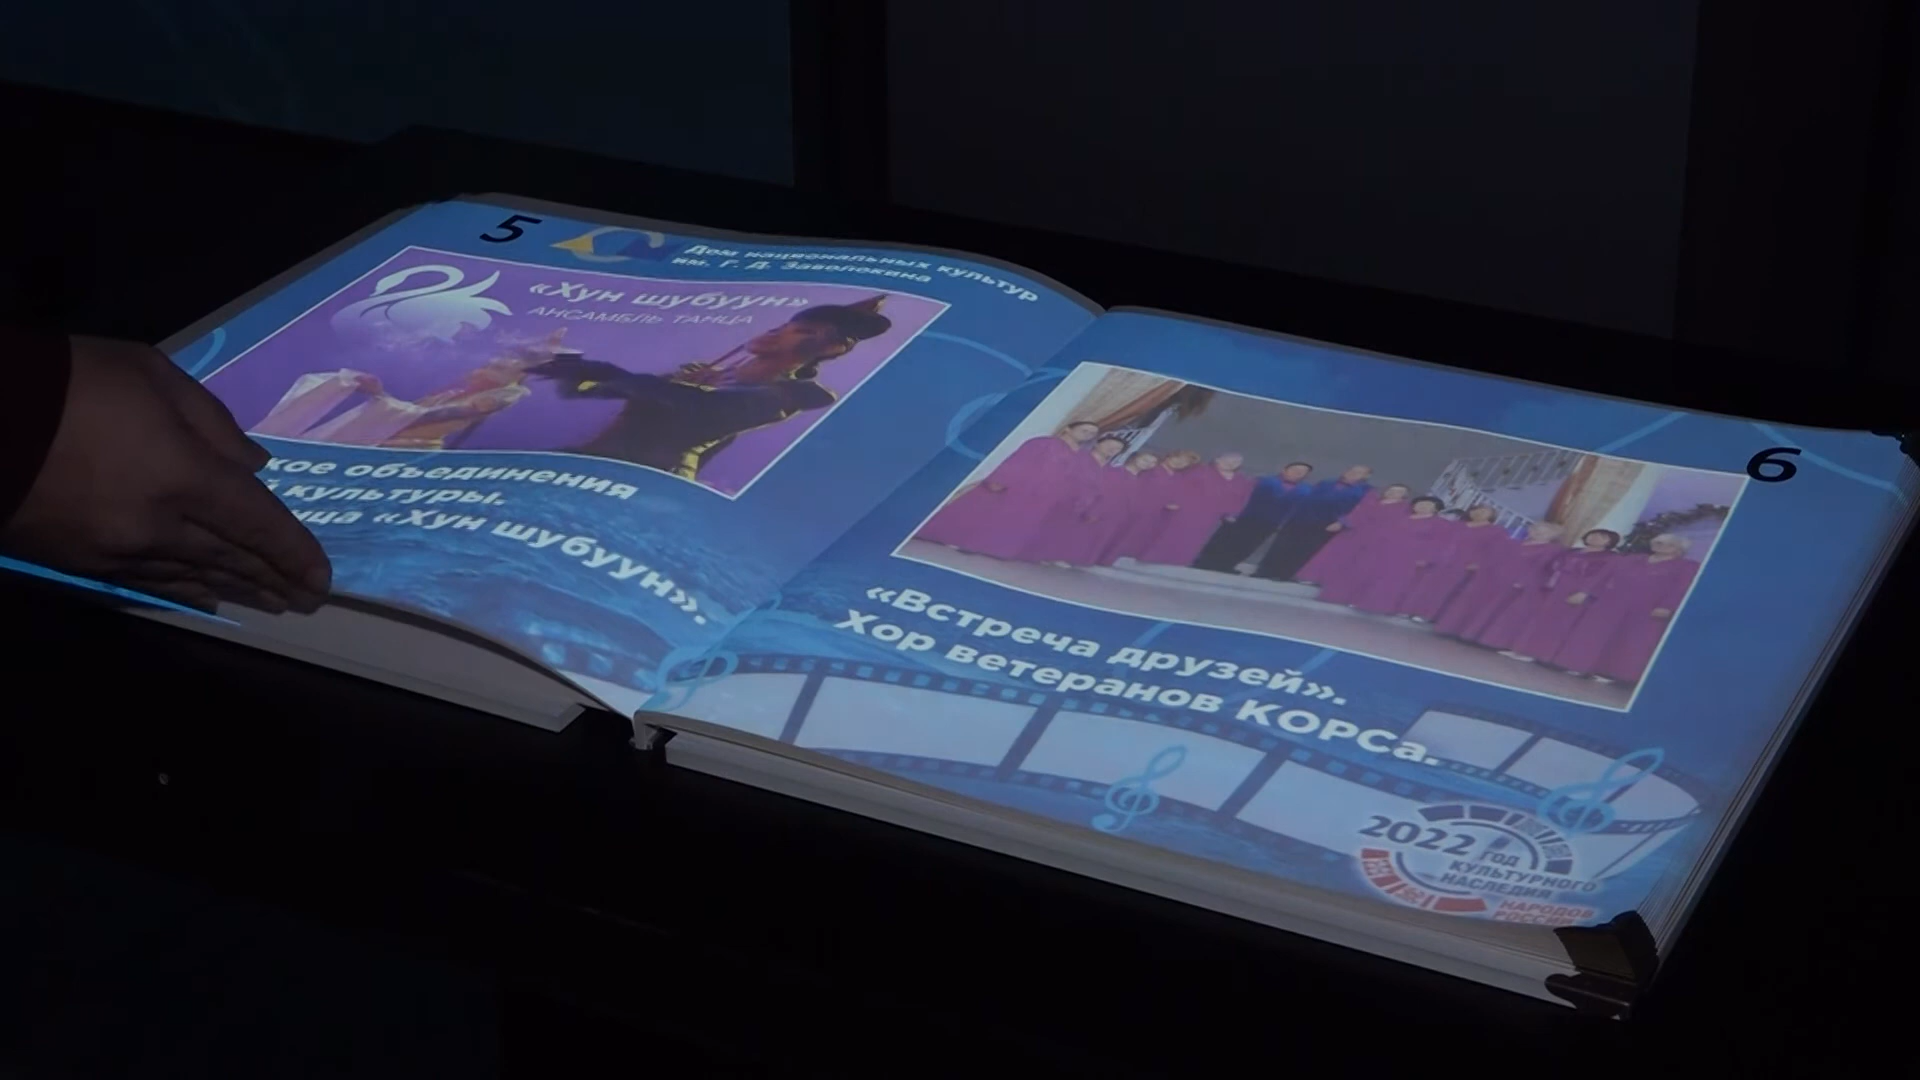 5
Дом национальных культур
им. Г. Д. Заволокина
«Хун шубуун»
АНСАМБЛЬ ТАНЦА
кое объединения
й культуры.
нца «Хун шубуун».
6
«Встреча друзей».
Хор ветеранов КОРСа.
2022 ГОД
КУЛЬТУРНОГО
НАСЛЕДИЯ
НАРОДОВ
РОССИИ